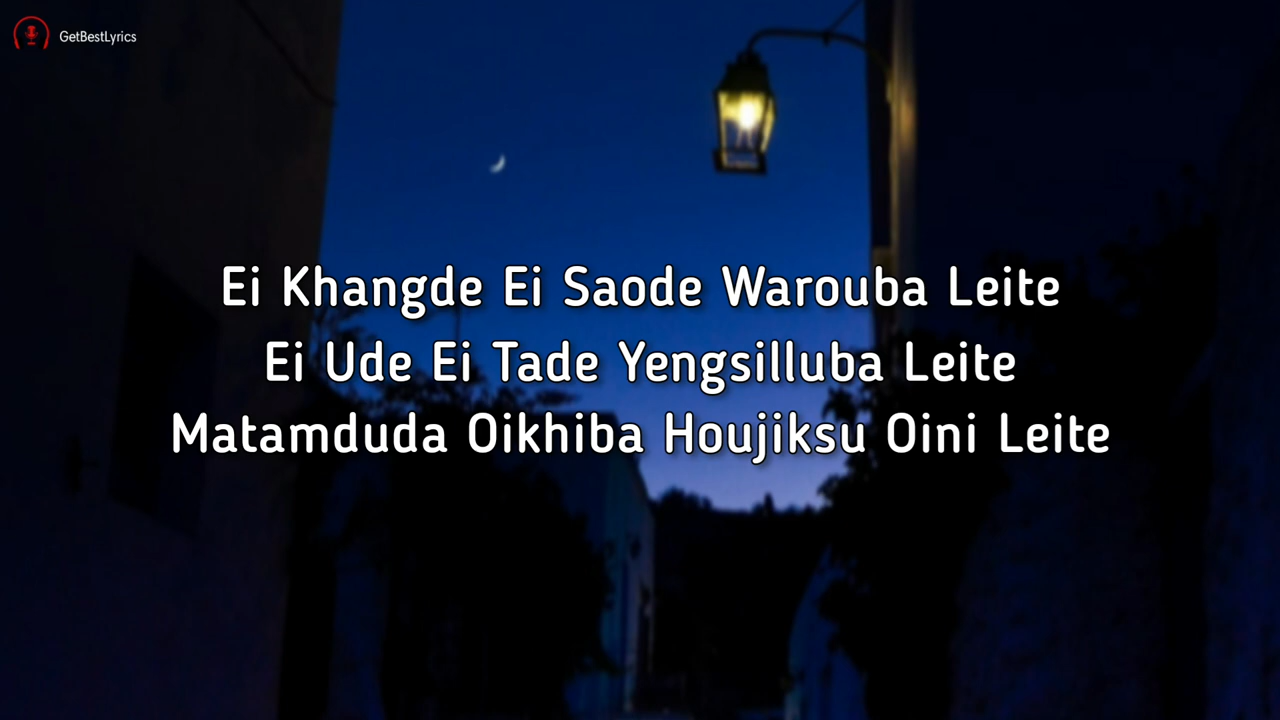 GetBestLyrics
Ei Khangde Ei Saode Warouba Leite
Ei Ude Ei Tade Yengsilluba Leite
Matamduda Oikhiba Houjiksu Oini Leite